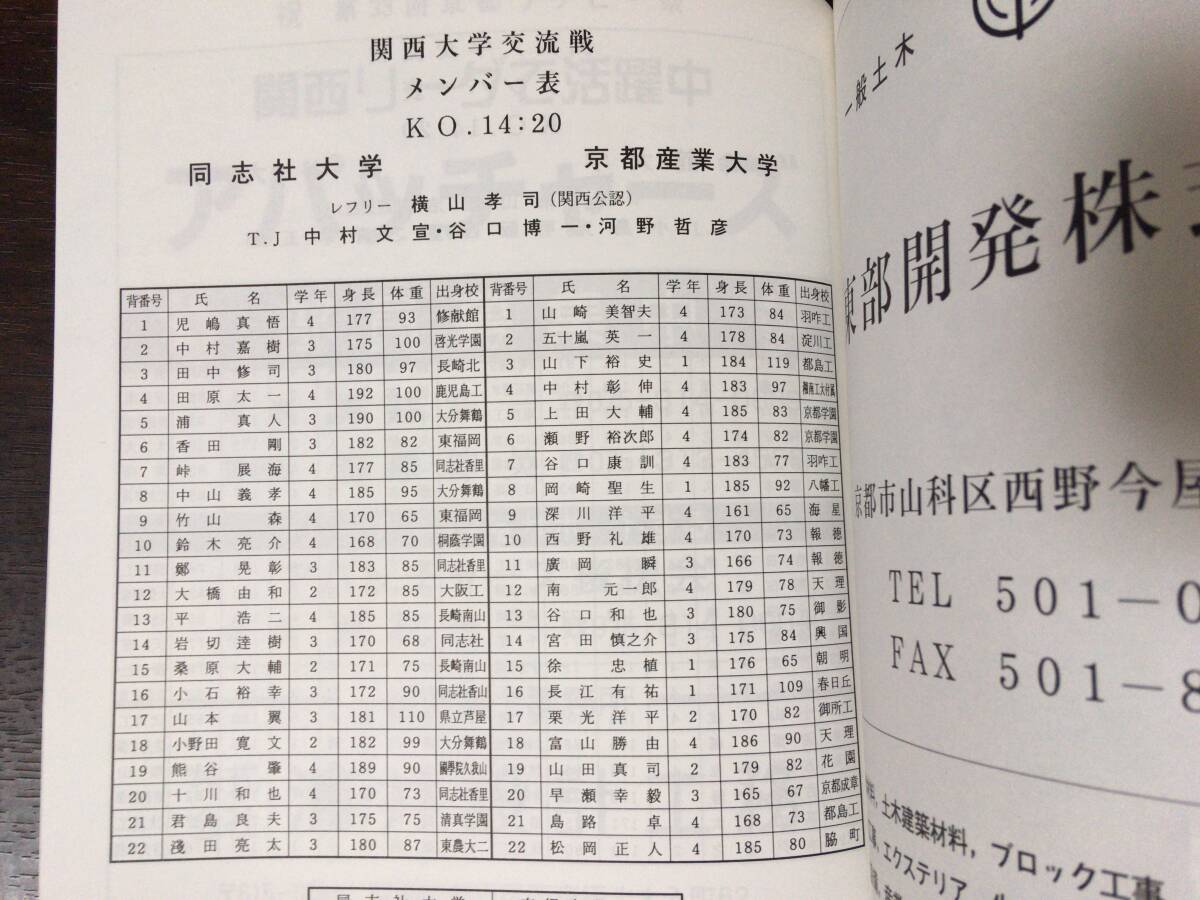 関西大学交流戦
メンバー表
KO.14:20
同志社大学 京都産業大学
レフリー 横山孝司(関西公認)
T.J 中村文宣・谷口博一・河野哲彦
背番号 氏名 学年 身長 体重 出身校 背番号 氏名 学年 身長 体重 出身校
1 児嶋真悟 4 177 93 修猷館 1 山崎美智夫 4 173 84 羽咋工
2 中村嘉樹 3 175 100 啓光学園 2 五十嵐英一 4 178 84 淀川工
3 田中修司 3 180 97 長崎北 3 山下裕史 1 184 119 都島工
4 田原太一 4 192 100 鹿児島工 4 中村彰伸 4 183 97 湘南工大付属
5 浦真人 3 190 100 大分舞鶴 5 上田大輔 4 185 83 京都学園
6 香田剛 3 182 82 東福岡 6 瀬野裕次郎 4 174 82 京都学園
7 峠展海 4 177 85 同志社香里 7 谷口康訓 4 183 77 羽咋工
8 中山義孝 4 185 95 大分舞鶴 8 岡崎聖生 1 185 92 八幡工
9 竹山森 4 170 65 東福岡 9 深川洋平 4 161 65 海星
10 鈴木亮介 4 168 70 桐蔭学園 10 西野礼雄 4 170 73 報徳
11 鄭晃彰 3 183 85 同志社香里 11 廣岡瞬 3 166 74 報徳
12 大橋由和 2 172 85 大阪工 12 南元一郎 4 179 78 天理
13 平浩二 4 185 85 長崎南山 13 谷口和也 3 180 75 御影
14 岩切達樹 3 170 68 同志社 14 宮田慎之介 3 175 84 興国
15 桑原大輔 2 171 75 長崎南山 15 徐忠植 1 176 65 朝明
16 小石裕幸 3 172 90 同志社香山 16 長江有祐 1 171 109 春日丘
17 山本翼 3 181 110 県立芦屋 17 栗光洋平 2 170 82 御所工
18 小野田寛文 2 182 99 大分舞鶴 18 富山勝由 4 186 90 天理
19 熊谷肇 4 189 90 國學院久我山 19 山田真司 2 179 82 花園
20 十川和也 4 170 73 同志社香里 20 早瀬幸毅 3 165 67 京都成章
21 君島良夫 3 175 75 清真学園 21 島路卓 4 168 73 都島工
22 淺田亮太 3 180 87 東農大二 22 松岡正人 4 185 80 脇町
一般土木
東部開発株
京都市山科区西野今屋
TEL 501-0
FAX 501-8
土木建築材料,ブロック工事
エクステリア